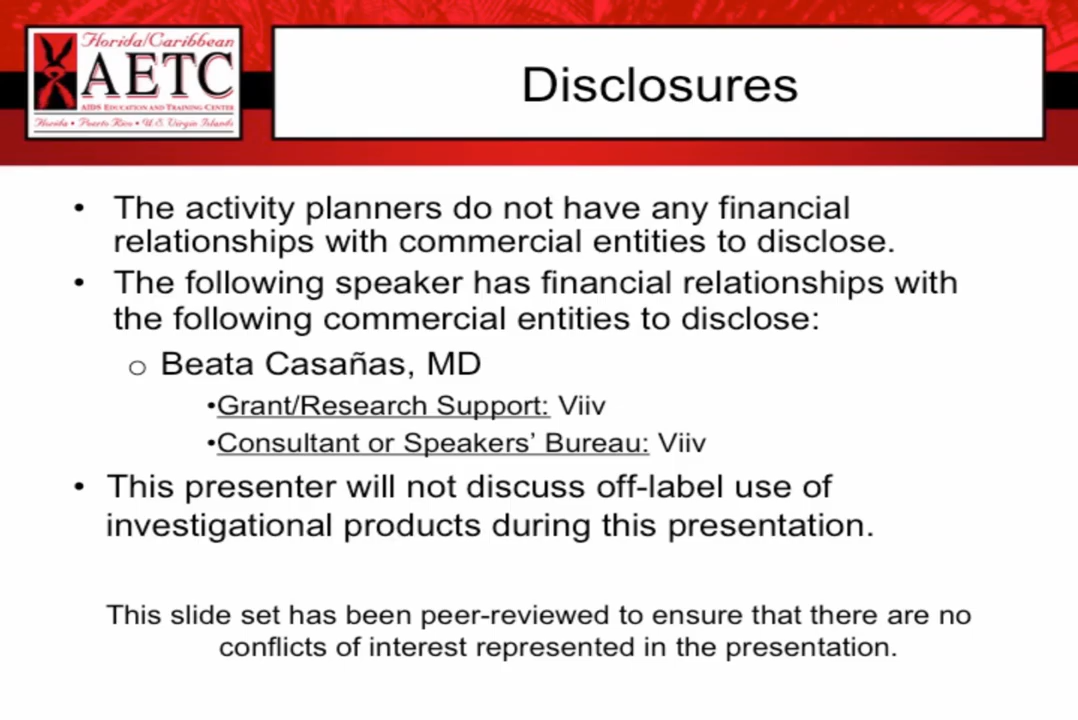 Florida/Caribbean
AETC
AIDS EDUCATION AND TRAINING CENTER
Florida • Puerto Rico • U.S. Virgin Islands
Disclosures
• The activity planners do not have any financial
relationships with commercial entities to disclose.
• The following speaker has financial relationships with
the following commercial entities to disclose:
o Beata Casañas, MD
•Grant/Research Support: Viiv
•Consultant or Speakers’ Bureau: Viiv
• This presenter will not discuss off-label use of
investigational products during this presentation.
This slide set has been peer-reviewed to ensure that there are no
conflicts of interest represented in the presentation.